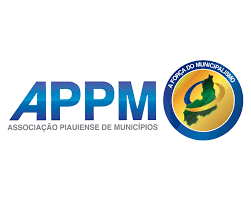 APPM
ASSOCIAÇÃO PIAUIENSE DE MUNICÍPIOS
A FORÇA DO MUNICIPALISMO